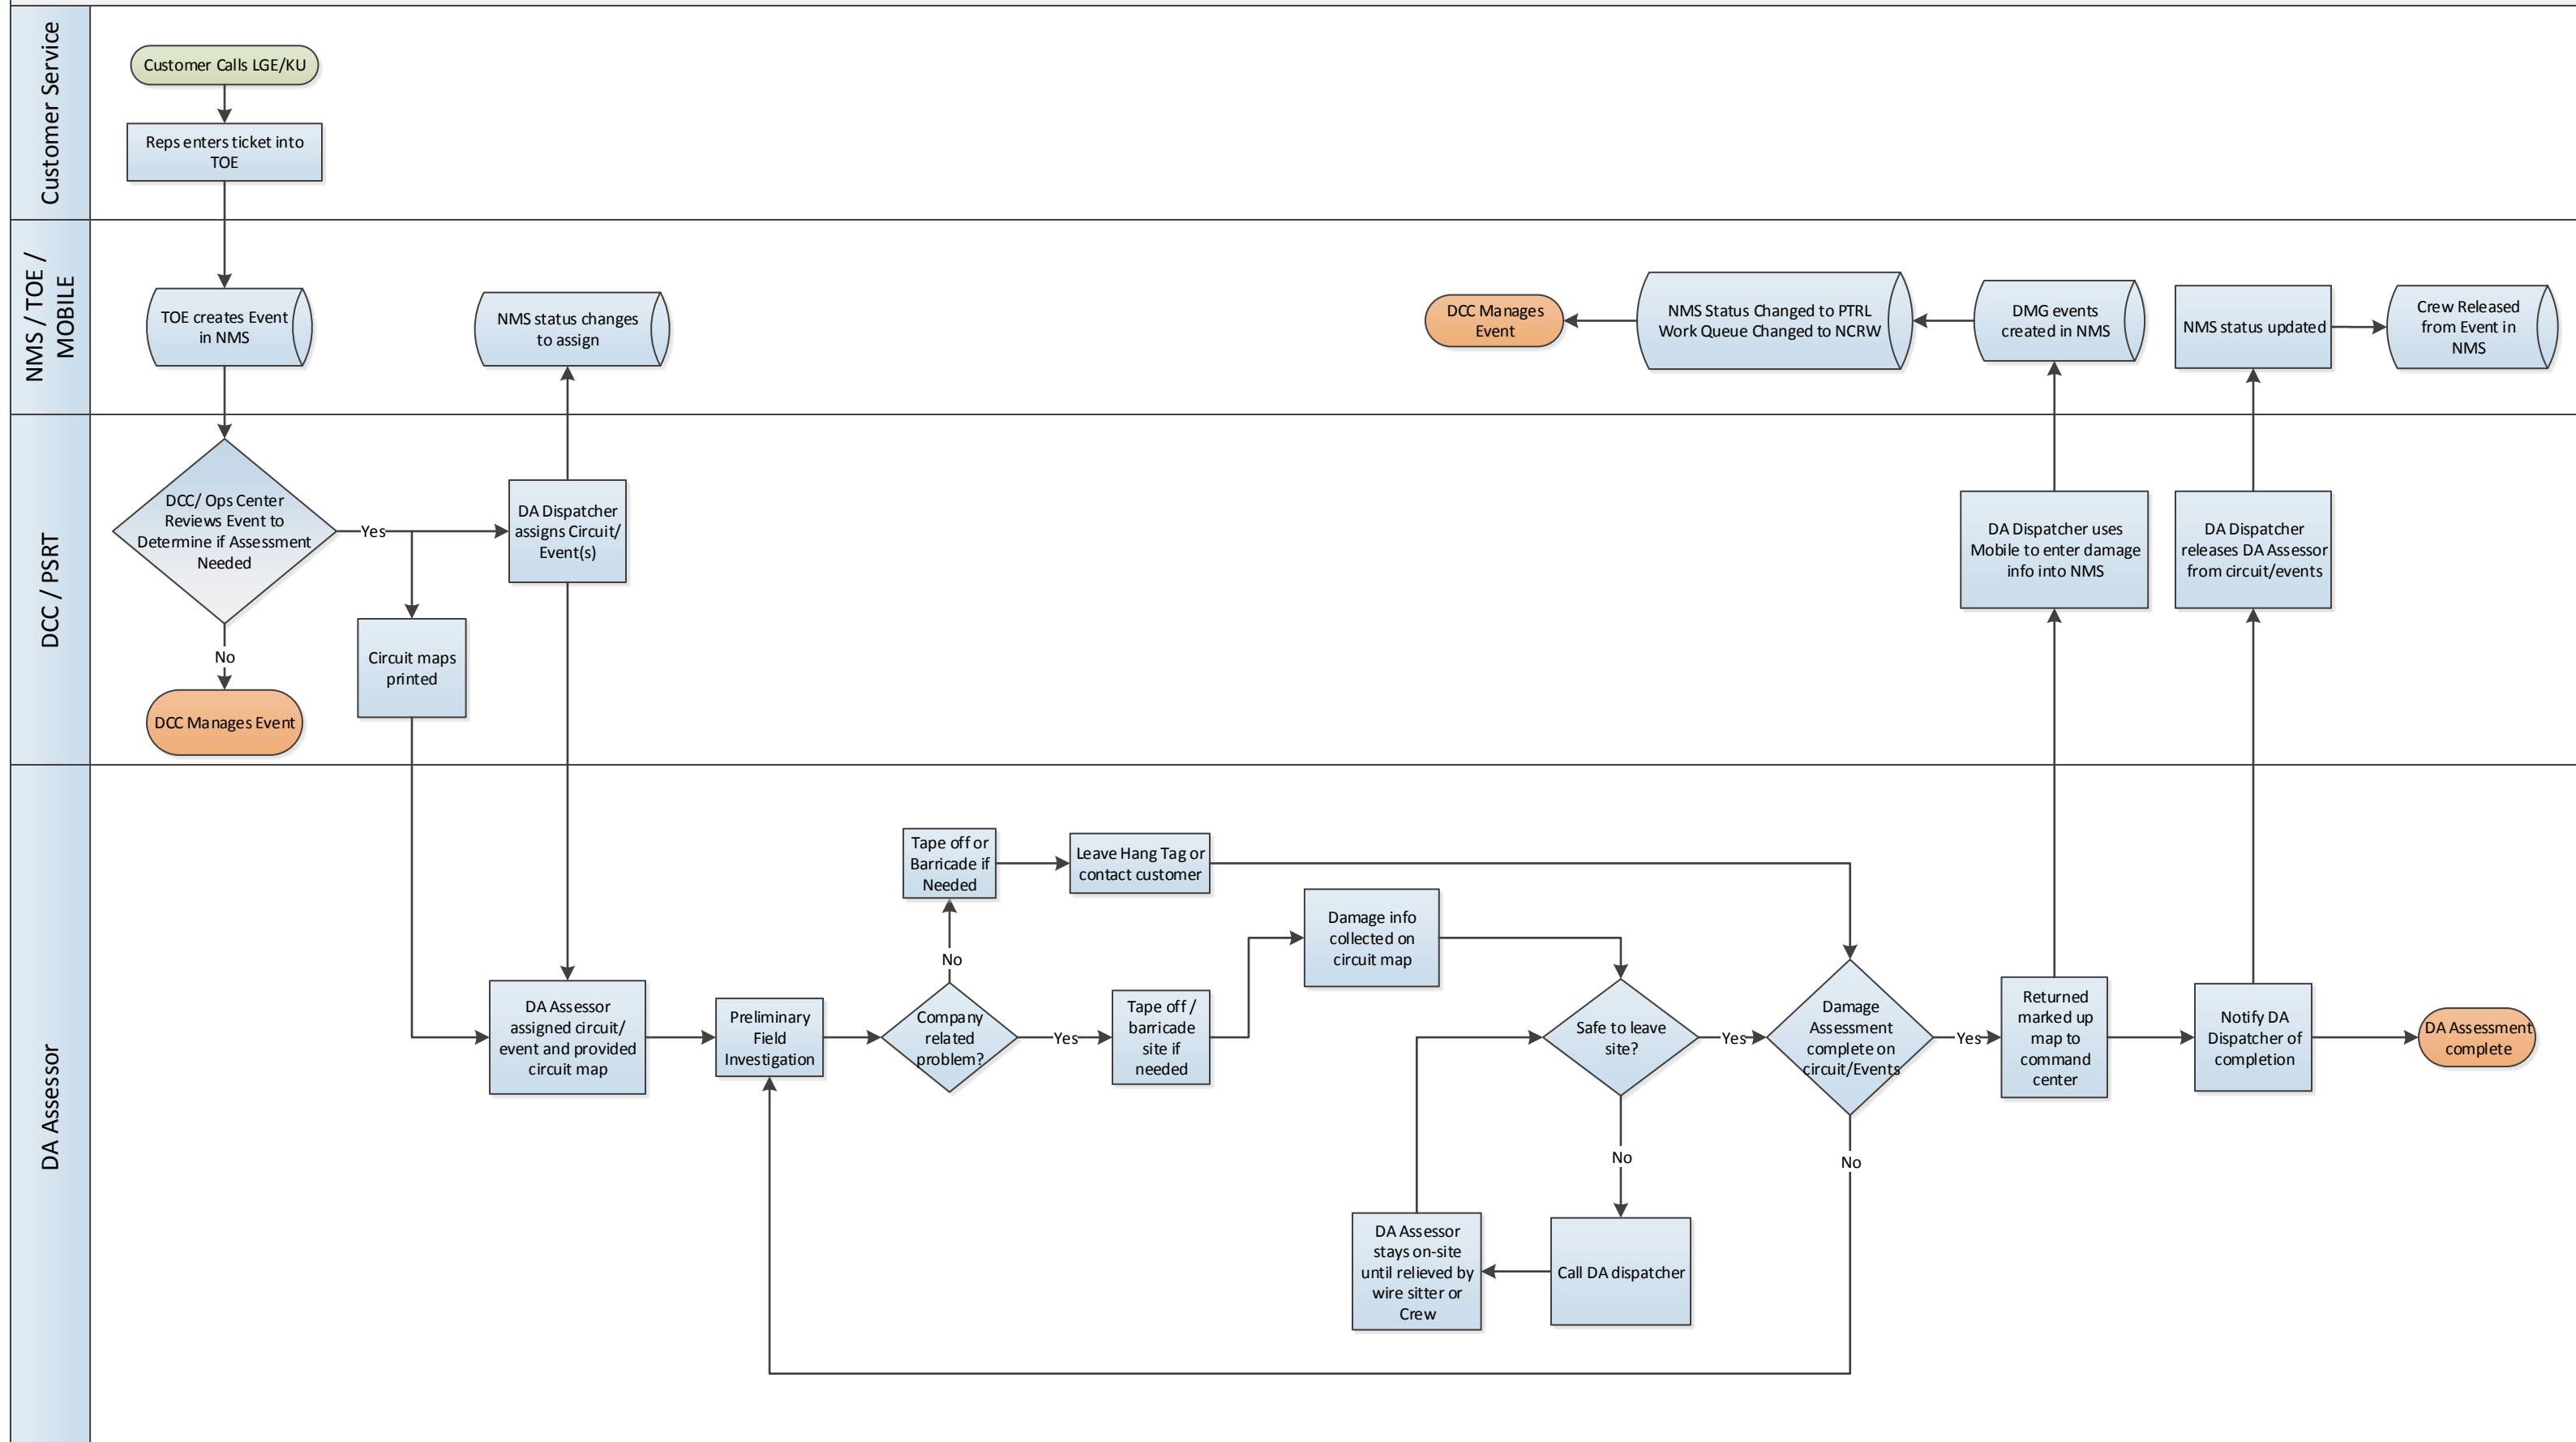 Customer Service
Customer Calls LGE/KU
Reps enters ticket into
TOE
NMS / TOE /
MOBILE
TOE creates Event
in NMS
NMS status changes
to assign
DCC Manages
Event
NMS Status Changed to PTRL
Work Queue Changed to NCRW
DMG events
created in NMS
NMS status updated
Crew Released
from Event in
NMS
DCC / PSRT
DCC/ Ops Center
Reviews Event to
Determine if Assessment
Needed
Yes
No
DCC Manages Event
Circuit maps
printed
DA Dispatcher
assigns Circuit/
Event(s)
DA Dispatcher uses
Mobile to enter damage
info into NMS
DA Dispatcher
releases DA Assessor
from circuit/events
DA Assessor
DA Assessor
assigned circuit/
event and provided
circuit map
Preliminary
Field
Investigation
Company
related
problem?
No
Tape off or
Barricade if
Needed
Leave Hang Tag or
contact customer
Yes
Tape off /
barricade
site if
needed
Damage info
collected on
circuit map
Safe to leave
site?
No
Call DA dispatcher
DA Assessor
stays on-site
until relieved by
wire sitter or
Crew
Yes
Damage
Assessment
complete on
circuit/Events
No
Yes
Returned
marked up
map to
command
center
Notify DA
Dispatcher of
completion
DA Assessment
complete